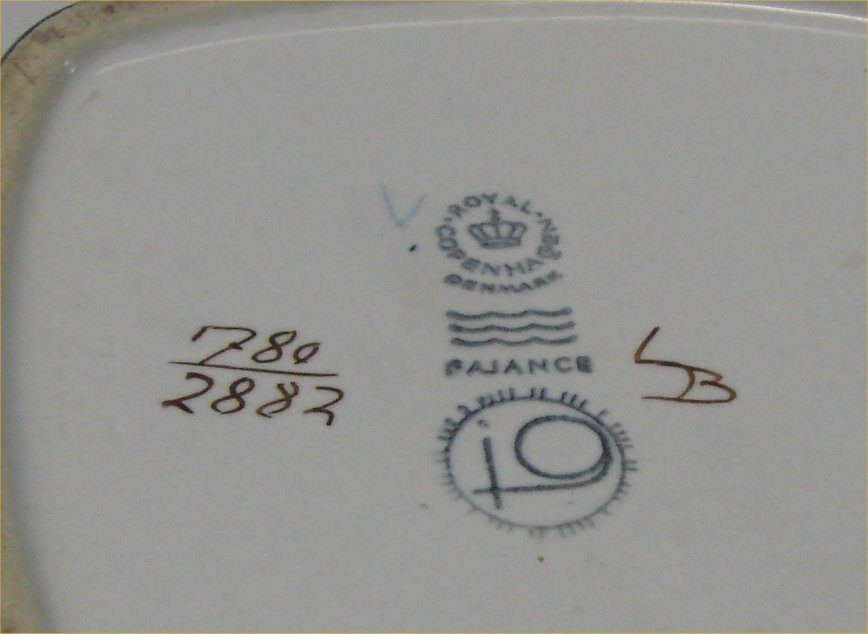 ROYAL
COPENHAGEN
DENMARK
FAJANCE
780
2882